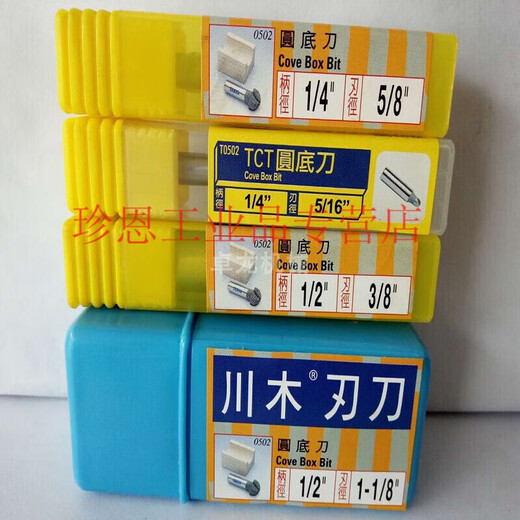 0502
圓底刀
Cove Box Bit
柄徑 1/4" 刃徑 5/8"
T0502
TCT圓底刀
Cove Box Bit
柄徑 1/4” 刃徑 5/16”
珍恩工业品专营店
0502
圓底刀
Cove Box Bit
柄徑 1/2" 刃徑 3/8"
川木® 刃刀
0502
圓底刀
Cove Box Bit
柄徑 1/2" 刃徑 1-1/8"